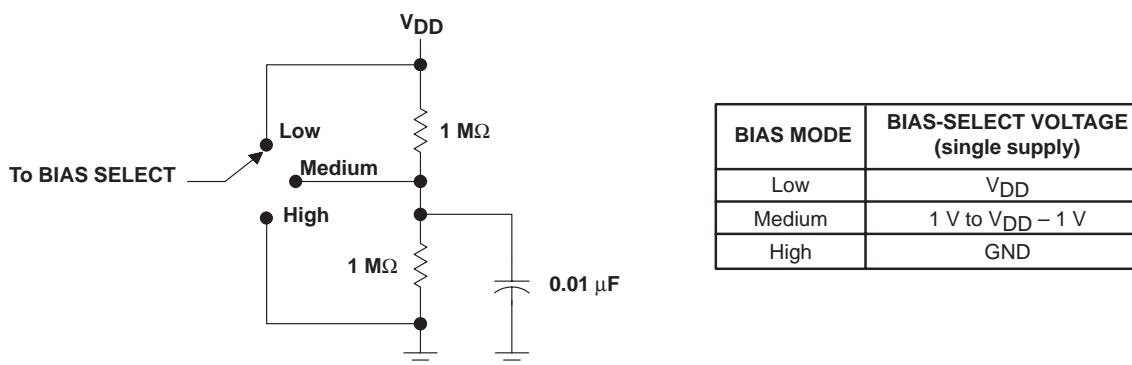 VDD
1 MΩ
Low
To BIAS SELECT
Medium
High
1 MΩ
0.01 μF
BIAS MODE
BIAS-SELECT VOLTAGE
(single supply)
Low
VDD
Medium
1 V to VDD – 1 V
High
GND